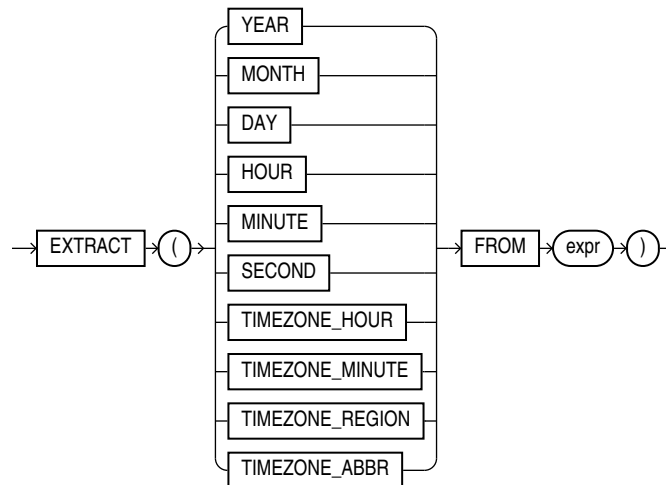 YEAR
MONTH
DAY
HOUR
MINUTE
EXTRACT ( FROM expr )
SECOND
TIMEZONE_HOUR
TIMEZONE_MINUTE
TIMEZONE_REGION
TIMEZONE_ABBR